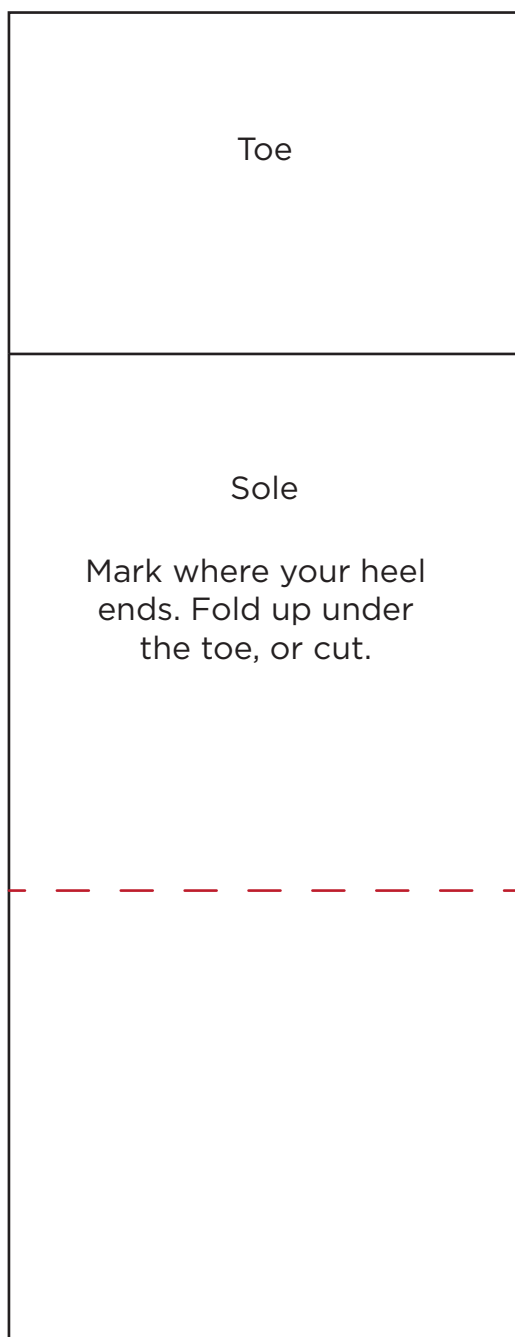 Toe
Sole
Mark where your heel
ends. Fold up under
the toe, or cut.